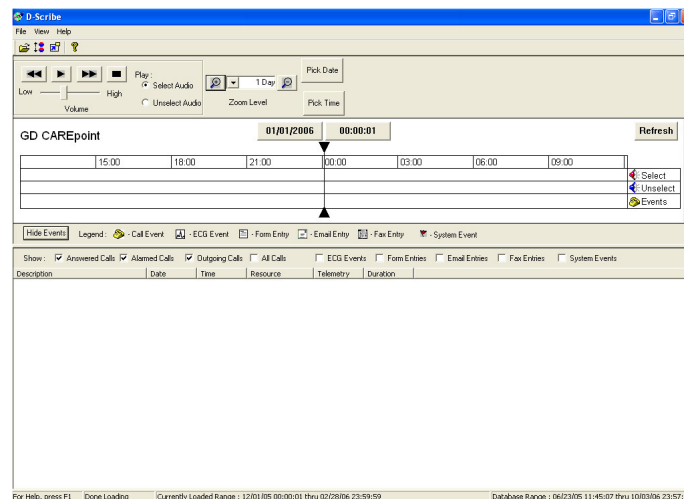 D-Scribe
File View Help
Play :
Select Audio
Unselect Audio
Low
High
Volume
1 Day
Zoom Level
Pick Date
Pick Time
GD CAREpoint
01/01/2006
00:00:01
Refresh
15:00 18:00 21:00 00:00 03:00 06:00 09:00
Select
Unselect
Events
Hide Events Legend : - Call Event - ECG Event - Form Entry - Email Entry - Fax Entry - System Event
Show : Answered Calls Alarmed Calls Outgoing Calls All Calls ECG Events Form Entries Email Entries Fax Entries System Events
Description Date Time Resource Telemetry Duration
For Help, press F1 Done Loading Currently Loaded Range : 12/01/05 00:00:01 thru 02/28/06 23:59:59 Database Range : 06/23/05 11:45:07 thru 10/03/06 23:57: